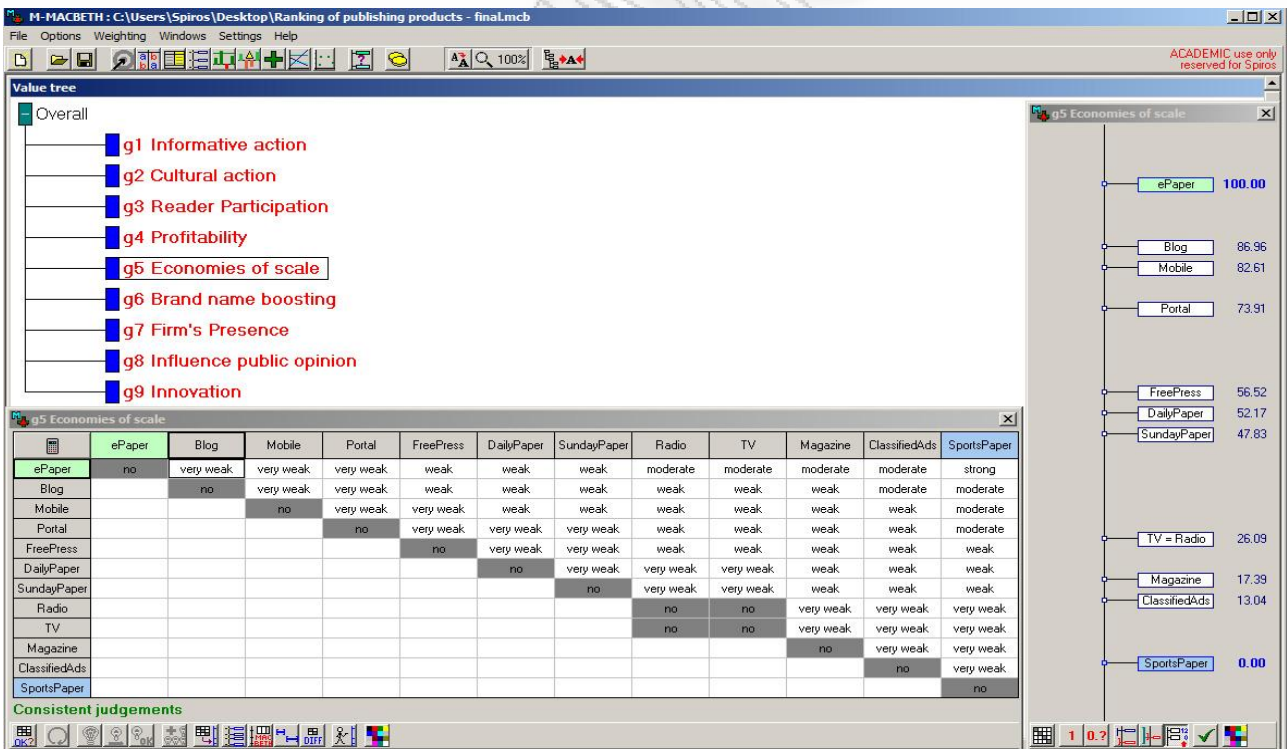 M-MACBETH : C:\Users\Spiros\Desktop\Ranking of publishing products - final.mcb
File Options Weighting Windows Settings Help
100%
ACADEMIC use only
reserved for Spiros
Value tree
Overall
g1 Informative action
g2 Cultural action
g3 Reader Participation
g4 Profitability
g5 Economies of scale
g6 Brand name boosting
g7 Firm's Presence
g8 Influence public opinion
g9 Innovation
g5 Economies of scale
ePaper Blog Mobile Portal FreePress DailyPaper SundayPaper Radio TV Magazine ClassifiedAds SportsPaper
ePaper no very weak very weak very weak weak weak weak moderate moderate moderate moderate strong
Blog no very weak very weak weak weak weak weak weak weak moderate moderate
Mobile no very weak very weak weak weak weak weak weak weak moderate
Portal no very weak very weak very weak weak weak weak weak moderate
FreePress no very weak very weak weak weak weak weak weak
DailyPaper no very weak very weak very weak weak weak weak
SundayPaper no very weak very weak weak weak weak
Radio no no very weak very weak very weak
TV no no very weak very weak very weak
Magazine no very weak very weak
ClassifiedAds no very weak
SportsPaper no
Consistent judgements
g5 Economies of scale
ePaper 100.00
Blog 86.96
Mobile 82.61
Portal 73.91
FreePress 56.52
DailyPaper 52.17
SundayPaper 47.83
TV = Radio 26.09
Magazine 17.39
ClassifiedAds 13.04
SportsPaper 0.00
1 0.?